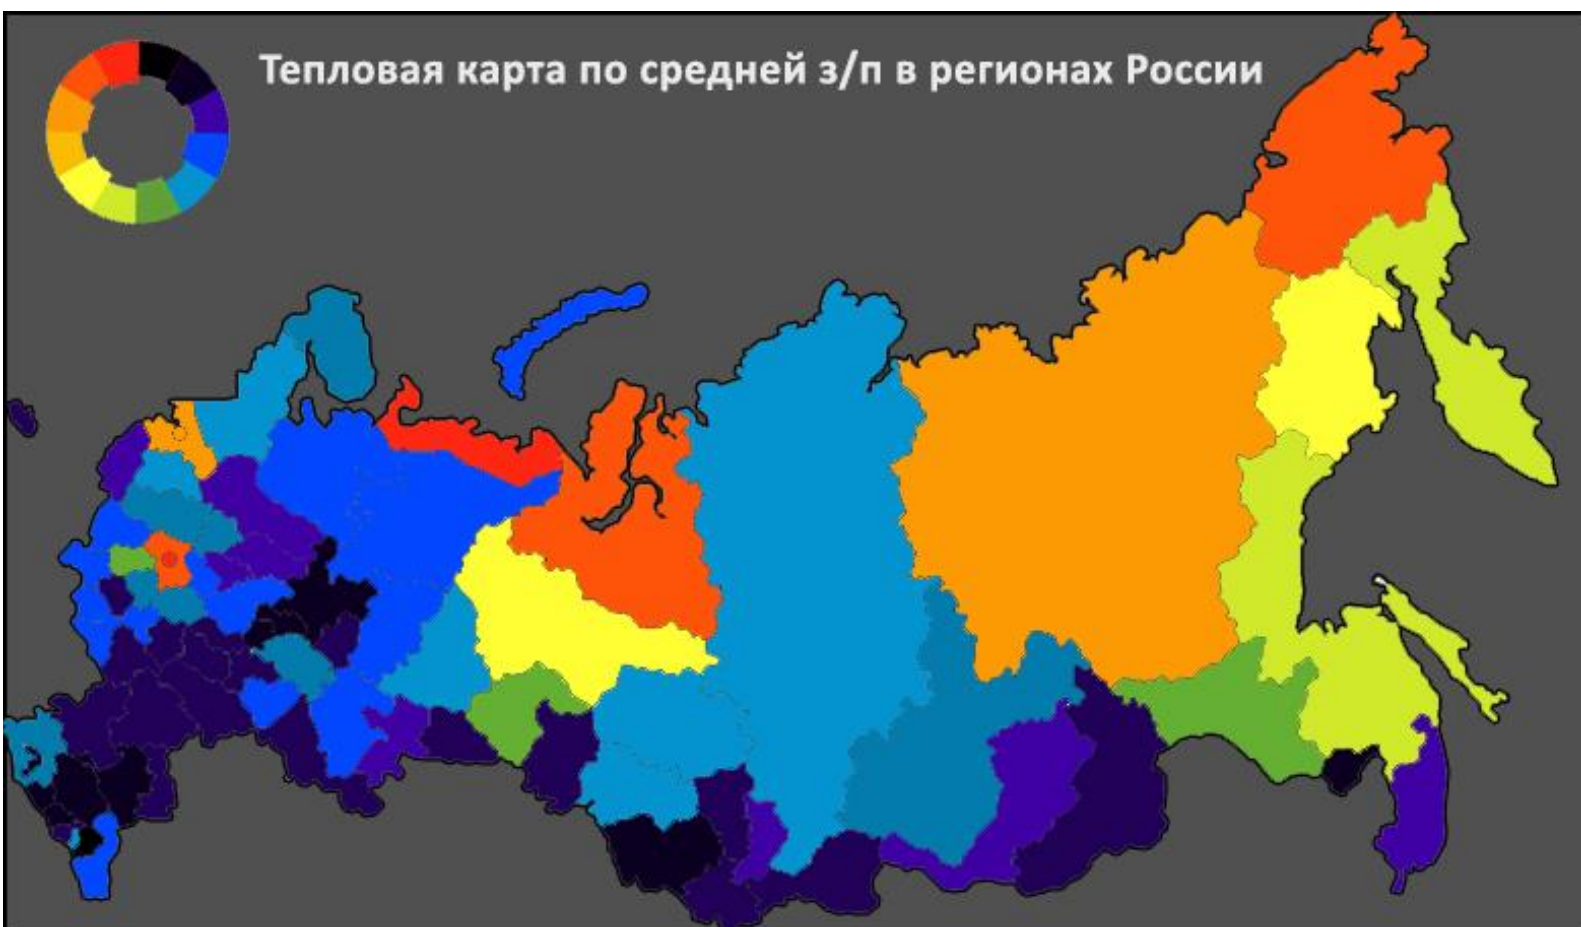 Тепловая карта по средней з/п в регионах России